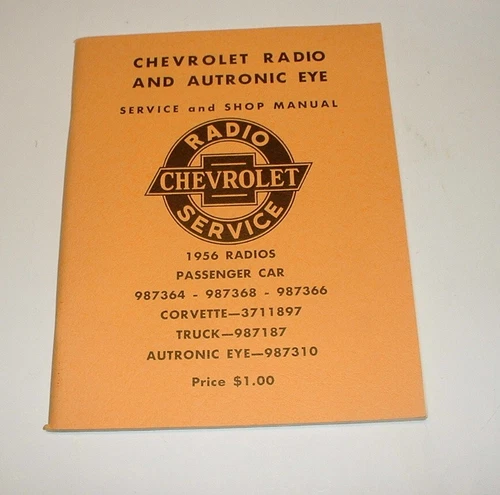 CHEVROLET RADIO
AND AUTRONIC EYE
SERVICE and SHOP MANUAL
RADIO
CHEVROLET
SERVICE
1956 RADIOS
PASSENGER CAR
987364 - 987368 - 987366
CORVETTE—3711897
TRUCK—987187
AUTRONIC EYE—987310
Price $1.00